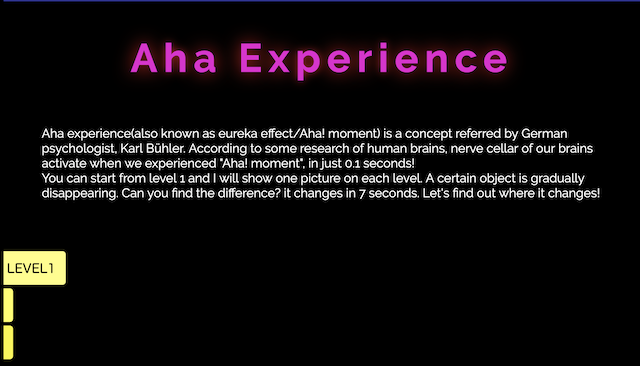 Aha Experience
Aha experience(also known as eureka effect/Aha! moment) is a concept referred by German
psychologist, Karl Bühler. According to some research of human brains, nerve cellar of our brains
activate when we experienced "Aha! moment", in just 0.1 seconds!
You can start from level 1 and I will show one picture on each level. A certain object is gradually
disappearing. Can you find the difference? it changes in 7 seconds. Let's find out where it changes!
LEVEL1